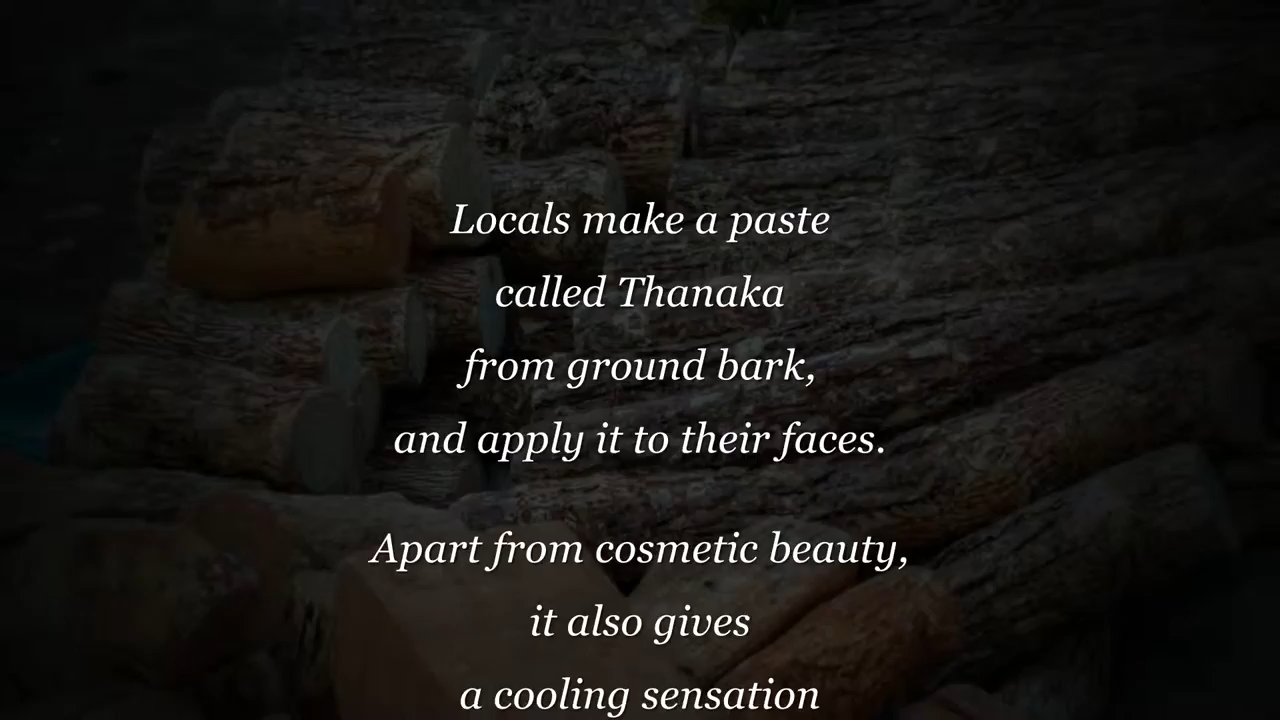 Locals make a paste
called Thanaka
from ground bark,
and apply it to their faces.
Apart from cosmetic beauty,
it also gives
a cooling sensation